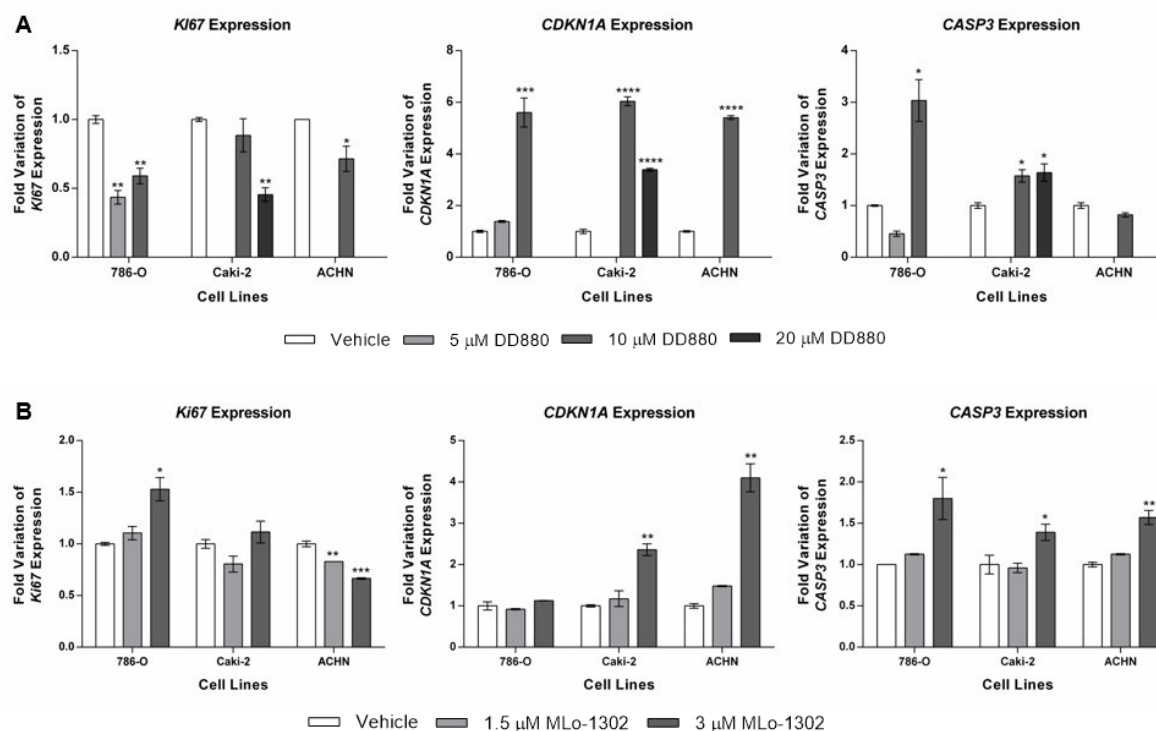 A
KI67 Expression
Fold Variation of
KI67 Expression
1.5
1.0
0.5
0.0
** ** ** *
786-O Caki-2 ACHN
Cell Lines
CDKN1A Expression
Fold Variation of
CDKN1A Expression
8
6
4
2
0
*** **** **** ****
786-O Caki-2 ACHN
Cell Lines
CASP3 Expression
Fold Variation of
CASP3 Expression
4
3
2
1
0
* * *
786-O Caki-2 ACHN
Cell Lines
Vehicle 5 μM DD880 10 μM DD880 20 μM DD880
B
Ki67 Expression
Fold Variation of
Ki67 Expression
2.0
1.5
1.0
0.5
0.0
* ** ***
786-O Caki-2 ACHN
Cell Lines
CDKN1A Expression
Fold Variation of
CDKN1A Expression
5
4
3
2
1
0
** **
786-O Caki-2 ACHN
Cell Lines
CASP3 Expression
Fold Variation of
CASP3 Expression
2.5
2.0
1.5
1.0
0.5
0.0
* * **
786-O Caki-2 ACHN
Cell Lines
Vehicle 1.5 μM MLo-1302 3 μM MLo-1302